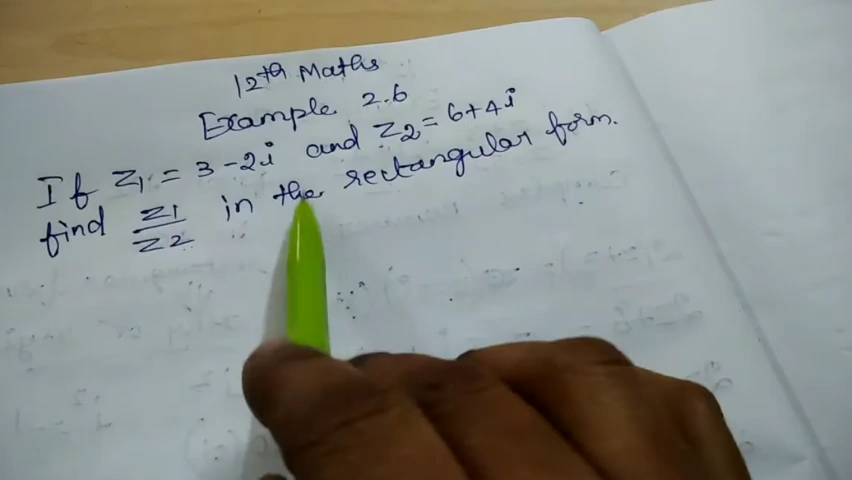 12th Maths
Example 2.6
If z₁ = 3-2i and z₂ = 6+4i
find z₁/z₂ in the rectangular form.